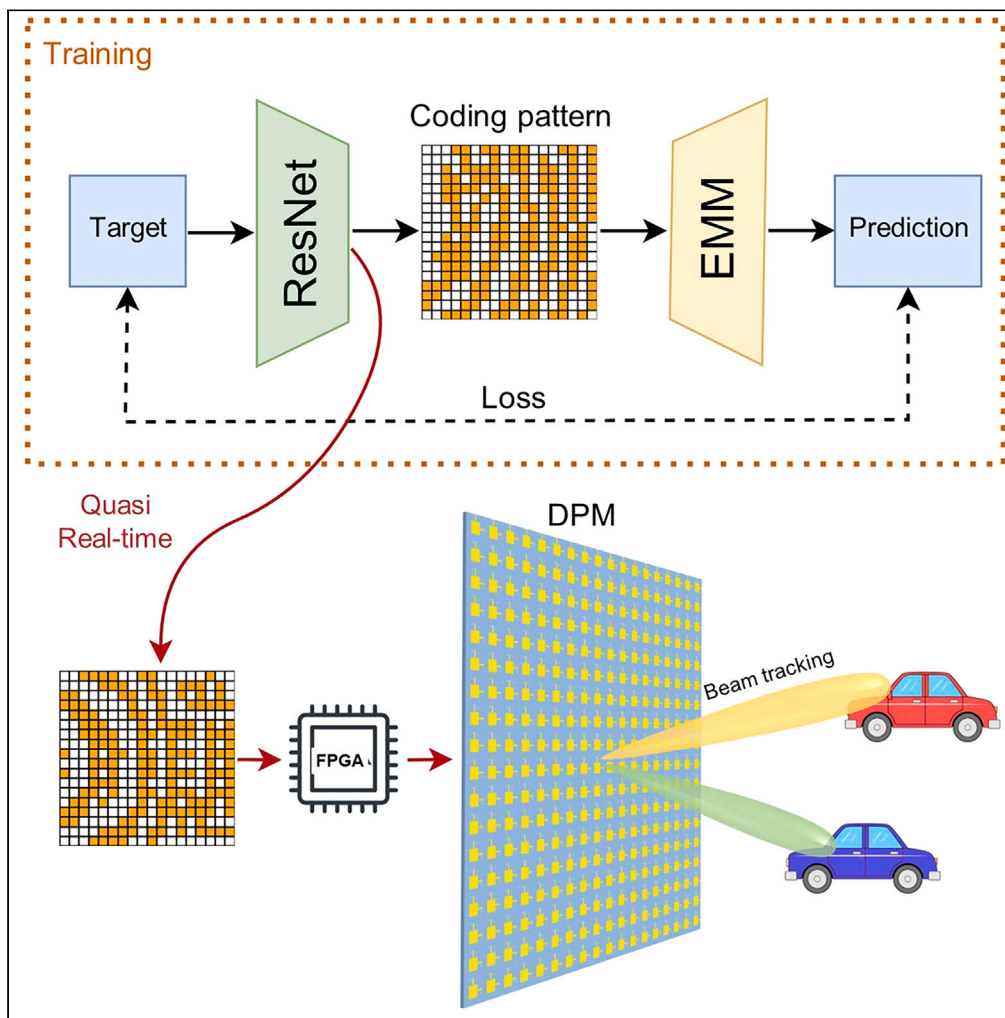 Training
Coding pattern
Target
ResNet
EMM
Prediction
Loss
Quasi
Real-time
DPM
Beam tracking
FPGA